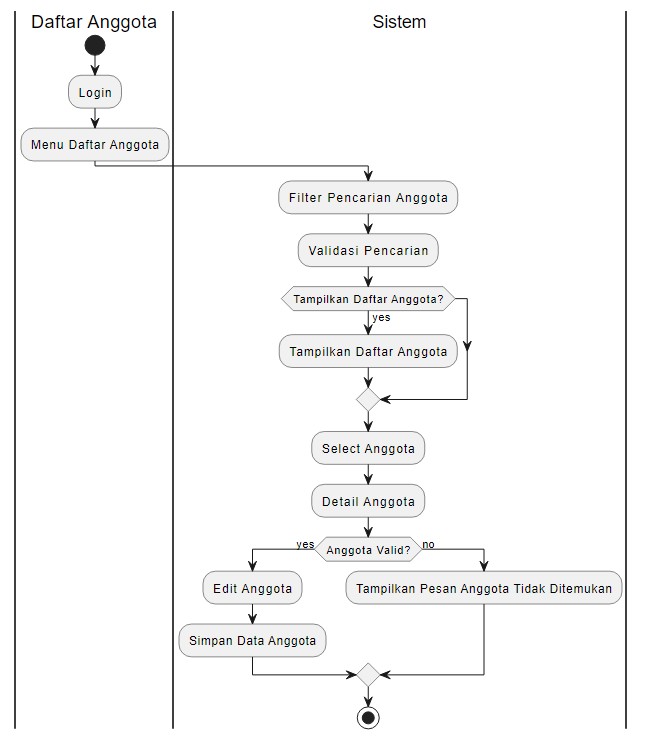 Daftar Anggota
Sistem
Login
Menu Daftar Anggota
Filter Pencarian Anggota
Validasi Pencarian
Tampilkan Daftar Anggota?
yes
Tampilkan Daftar Anggota
Select Anggota
Detail Anggota
yes
Anggota Valid?
no
Edit Anggota
Tampilkan Pesan Anggota Tidak Ditemukan
Simpan Data Anggota